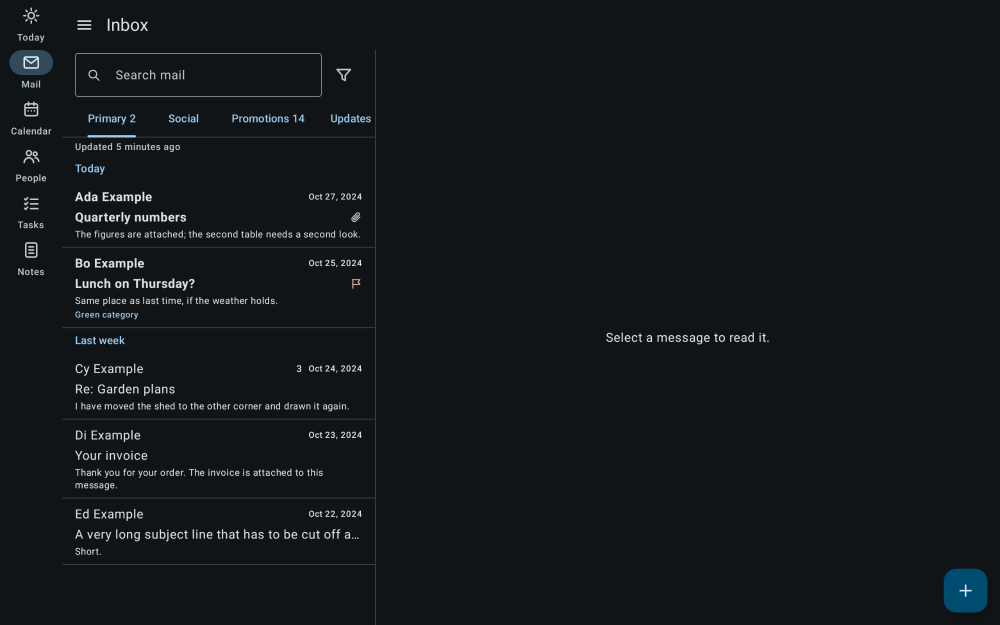 Today
Mail
Calendar
People
Tasks
Notes
Inbox
Search mail
Primary 2 Social Promotions 14 Updates
Updated 5 minutes ago
Today
Ada Example Oct 27, 2024
Quarterly numbers
The figures are attached; the second table needs a second look.
Bo Example Oct 25, 2024
Lunch on Thursday?
Same place as last time, if the weather holds.
Green category
Last week
Cy Example 3 Oct 24, 2024
Re: Garden plans
I have moved the shed to the other corner and drawn it again.
Di Example Oct 23, 2024
Your invoice
Thank you for your order. The invoice is attached to this
message.
Ed Example Oct 22, 2024
A very long subject line that has to be cut off a…
Short.
Select a message to read it.